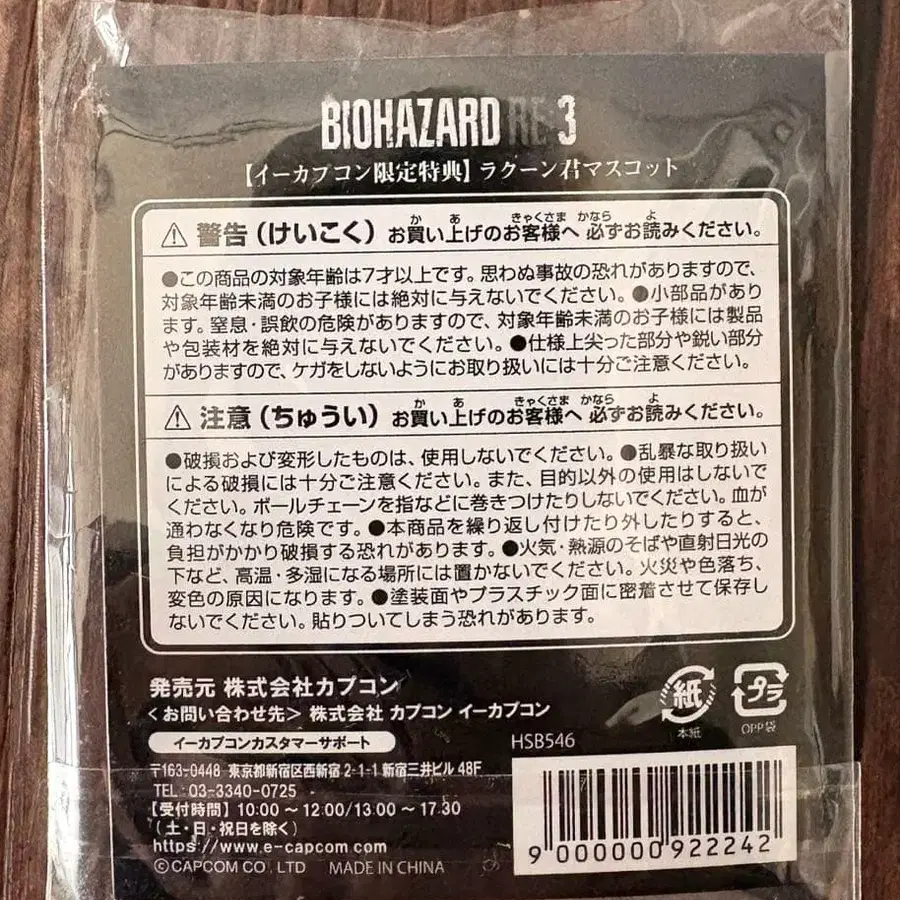 BIOHAZARD RE 3
【イーカプコン限定特典】ラクーン君マスコット
⚠ 警告（けいこく）お買い上げのお客様へ 必ずお読みください。
か あ きゃくさま かなら よ
●この商品の対象年齢は7才以上です。思わぬ事故の恐れがありますので、
対象年齢未満のお子様には絶対に与えないでください。●小部品があり
ます。窒息・誤飲の危険がありますので、対象年齢未満のお子様には製品
や包装材を絶対に与えないでください。●仕様上尖った部分や鋭い部分
がありますので、ケガをしないようにお取り扱いには十分ご注意ください。
⚠ 注意（ちゅうい）お買い上げのお客様へ 必ずお読みください。
か あ きゃくさま かなら よ
●破損および変形したものは、使用しないでください。●乱暴な取り扱い
による破損には十分ご注意ください。また、目的以外の使用はしないで
ください。ボールチェーンを指などに巻きつけたりしないでください。血が
通わなくなり危険です。●本商品を繰り返し付けたり外したりすると、
負担がかかり破損する恐れがあります。●火気・熱源のそばや直射日光の
下など、高温・多湿になる場所には置かないでください。火災や色落ち、
変色の原因になります。●塗装面やプラスチック面に密着させて保存し
ないでください。貼りついてしまう恐れがあります。
発売元 株式会社カプコン
＜お問い合わせ先＞ 株式会社 カプコン イーカプコン
イーカプコンカスタマーサポート
〒163-0448 東京都新宿区西新宿 2-1-1 新宿三井ビル 48F
TEL：03-3340-0725
【受付時間】10:00～12:00/13:00～17:30
（土・日・祝日を除く）
https://www.e-capcom.com
©CAPCOM CO., LTD MADE IN CHINA
紙
本紙
プラ
OPP袋
HSB546
9 000000 922242